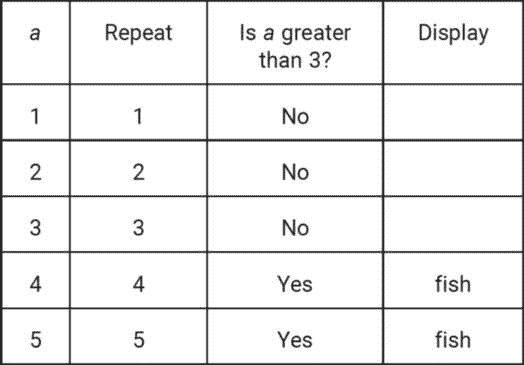 a Repeat Is a greater than 3? Display
1 1 No
2 2 No
3 3 No
4 4 Yes fish
5 5 Yes fish